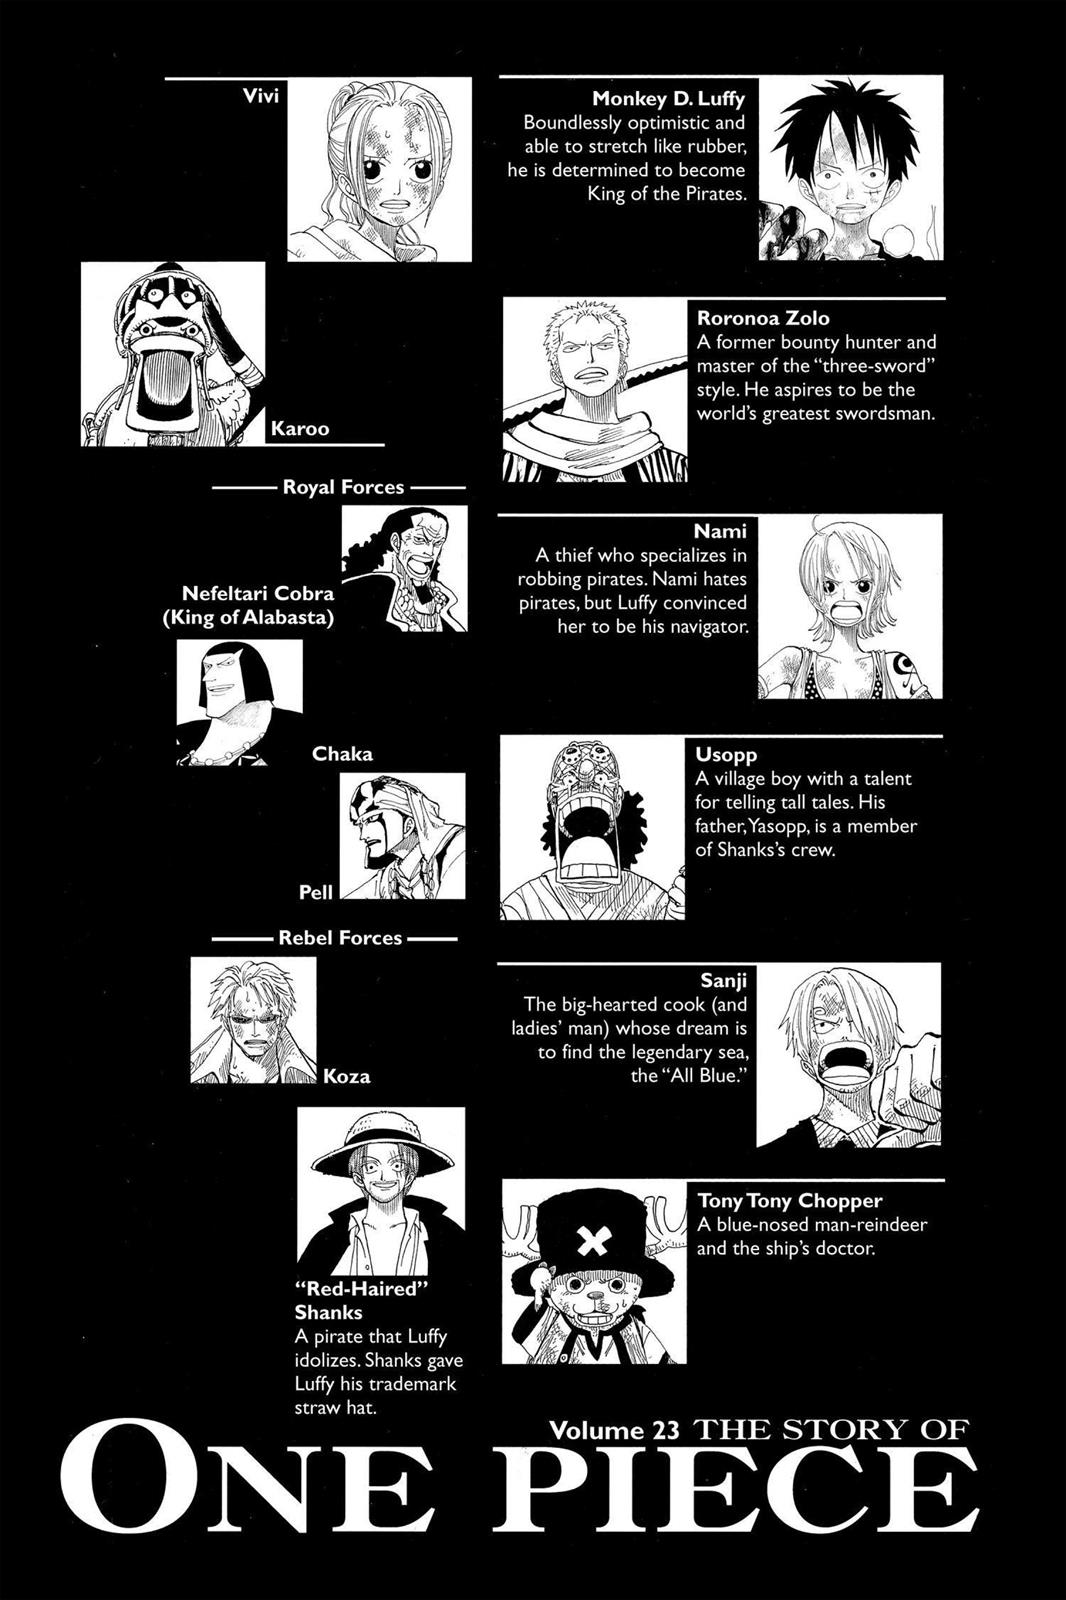 Vivi
Karoo
Royal Forces
Nefeltari Cobra
(King of Alabasta)
Chaka
Pell
Rebel Forces
Koza
“Red-Haired”
Shanks
A pirate that Luffy
idolizes. Shanks gave
Luffy his trademark
straw hat.
Monkey D. Luffy
Boundlessly optimistic and
able to stretch like rubber,
he is determined to become
King of the Pirates.
Roronoa Zolo
A former bounty hunter and
master of the “three-sword”
style. He aspires to be the
world’s greatest swordsman.
Nami
A thief who specializes in
robbing pirates. Nami hates
pirates, but Luffy convinced
her to be his navigator.
Usopp
A village boy with a talent
for telling tall tales. His
father, Yasopp, is a member
of Shanks’s crew.
Sanji
The big-hearted cook (and
ladies’ man) whose dream is
to find the legendary sea,
the “All Blue.”
Tony Tony Chopper
A blue-nosed man-reindeer
and the ship’s doctor.
Volume 23 THE STORY OF
ONE PIECE